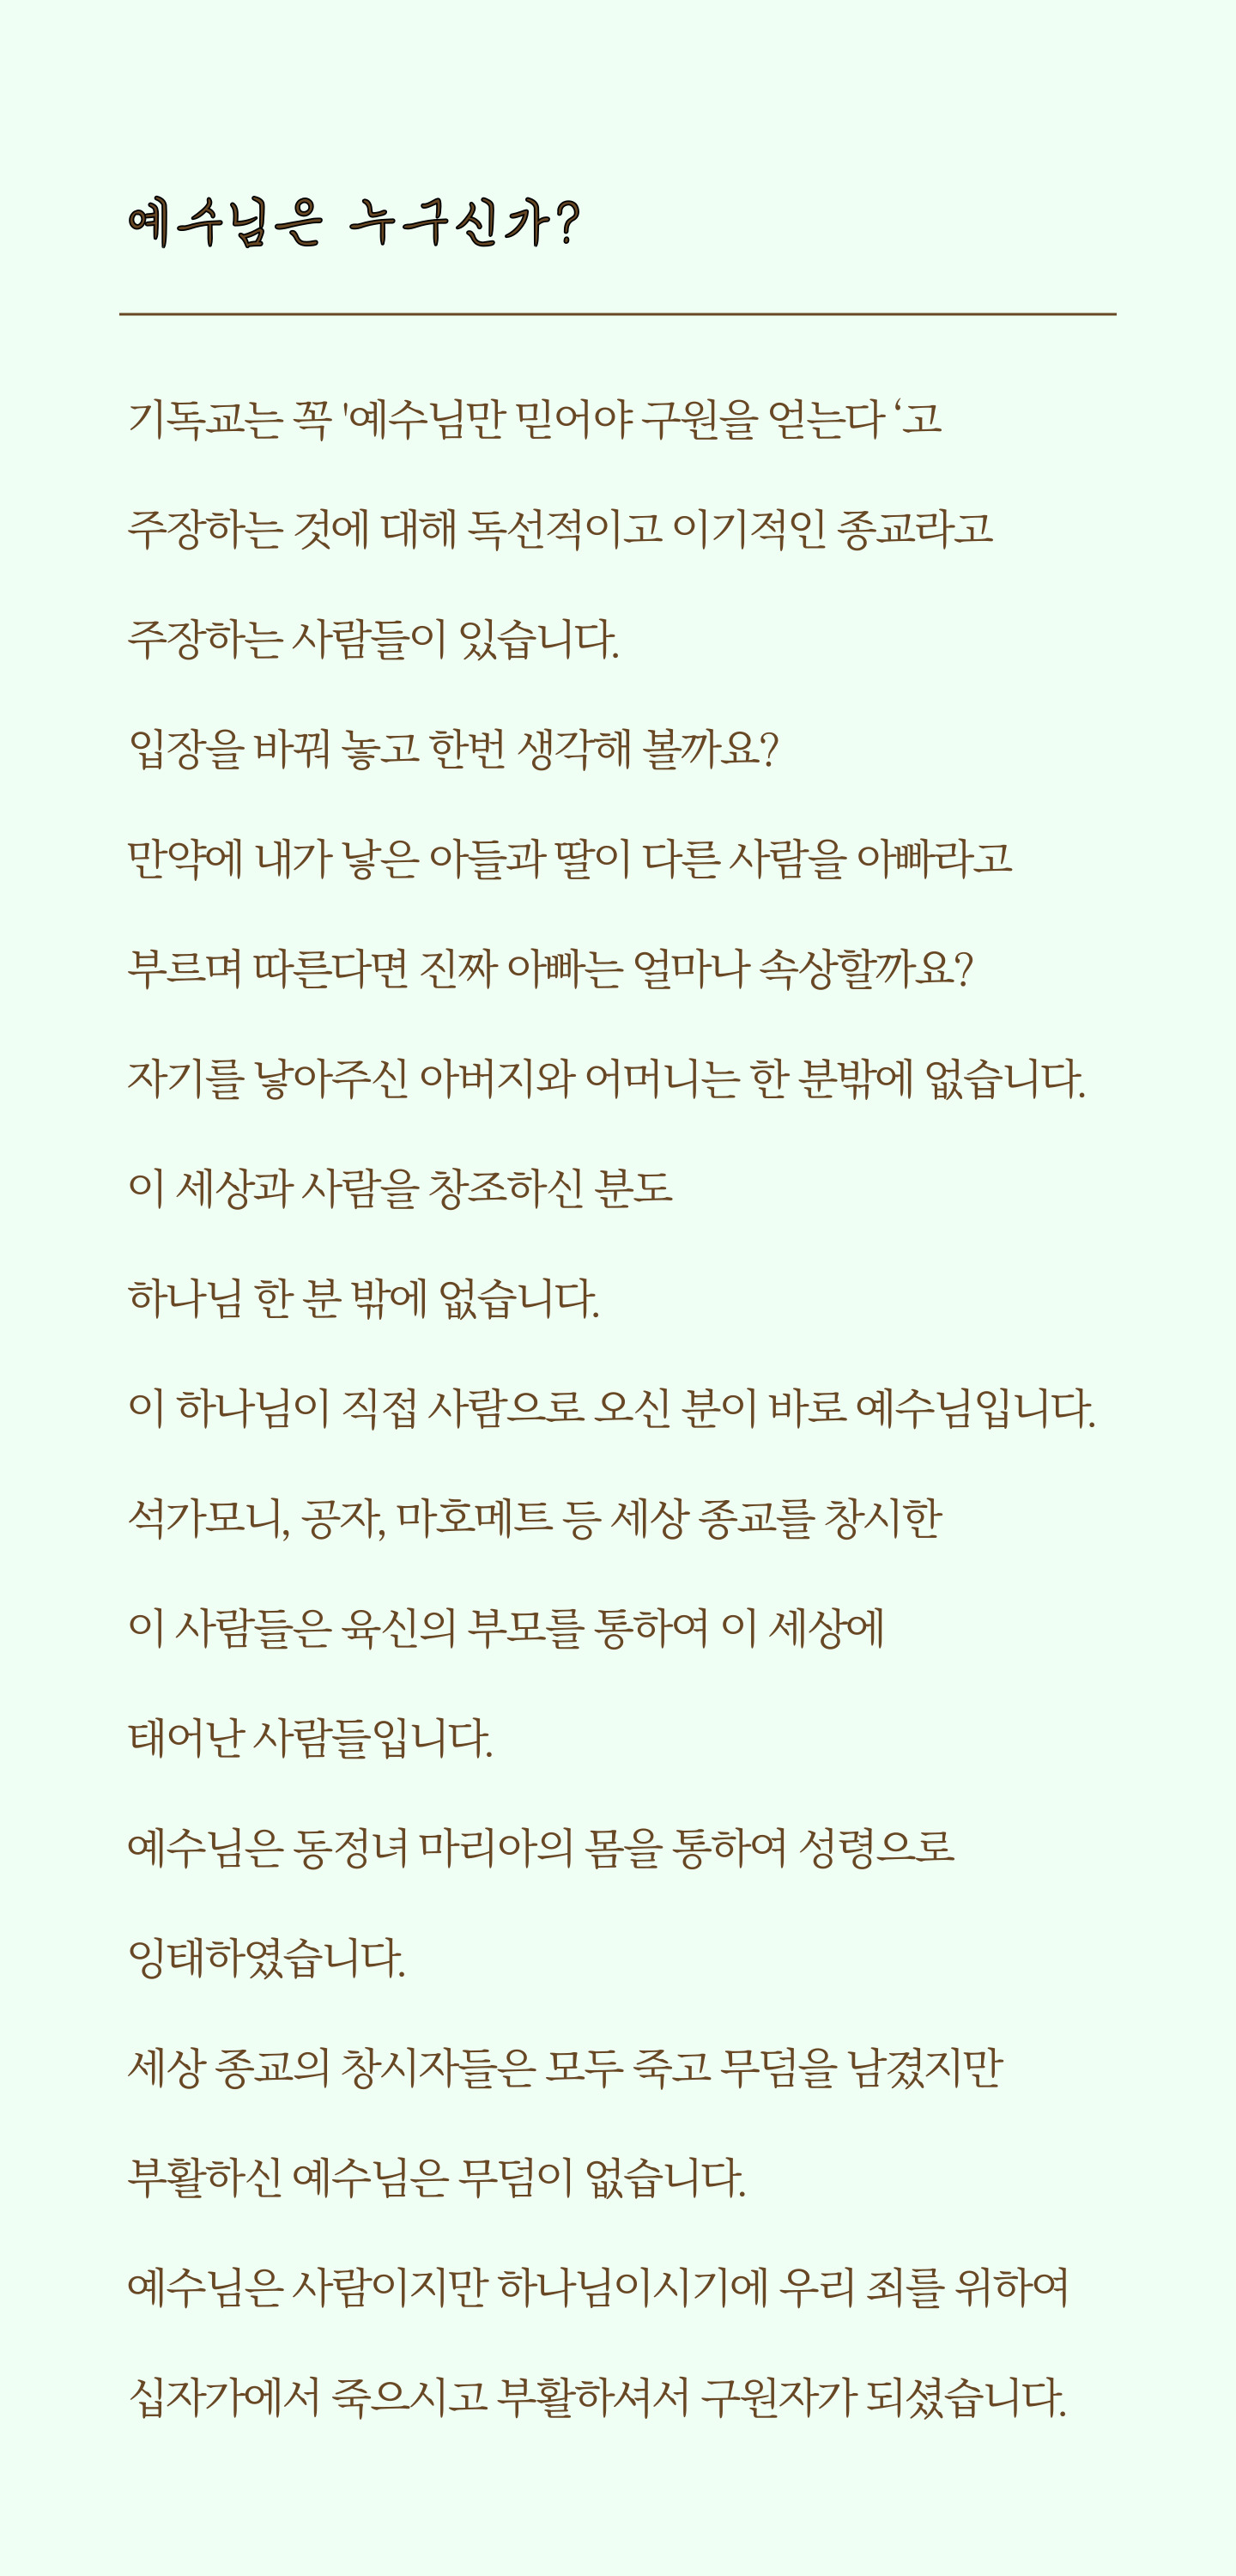 예수님은 누구신가?
기독교는 꼭 '예수님만 믿어야 구원을 얻는다 ‘고
주장하는 것에 대해 독선적이고 이기적인 종교라고
주장하는 사람들이 있습니다.
입장을 바꿔 놓고 한번 생각해 볼까요?
만약에 내가 낳은 아들과 딸이 다른 사람을 아빠라고
부르며 따른다면 진짜 아빠는 얼마나 속상할까요?
자기를 낳아주신 아버지와 어머니는 한 분밖에 없습니다.
이 세상과 사람을 창조하신 분도
하나님 한 분 밖에 없습니다.
이 하나님이 직접 사람으로 오신 분이 바로 예수님입니다.
석가모니, 공자, 마호메트 등 세상 종교를 창시한
이 사람들은 육신의 부모를 통하여 이 세상에
태어난 사람들입니다.
예수님은 동정녀 마리아의 몸을 통하여 성령으로
잉태하였습니다.
세상 종교의 창시자들은 모두 죽고 무덤을 남겼지만
부활하신 예수님은 무덤이 없습니다.
예수님은 사람이지만 하나님이시기에 우리 죄를 위하여
십자가에서 죽으시고 부활하셔서 구원자가 되셨습니다.